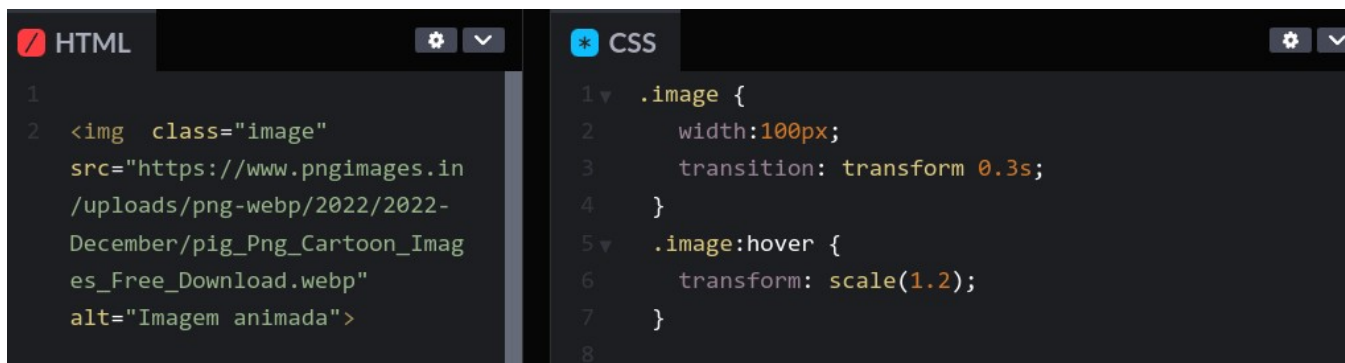 HTML
1
2 <img  class="image"
src="https://www.pngimages.in
/uploads/png-webp/2022/2022-
December/pig_Png_Cartoon_Imag
es_Free_Download.webp"
alt="Imagem animada">
CSS
1 .image {
2 width:100px;
3 transition: transform 0.3s;
4 }
5 .image:hover {
6 transform: scale(1.2);
7 }
8